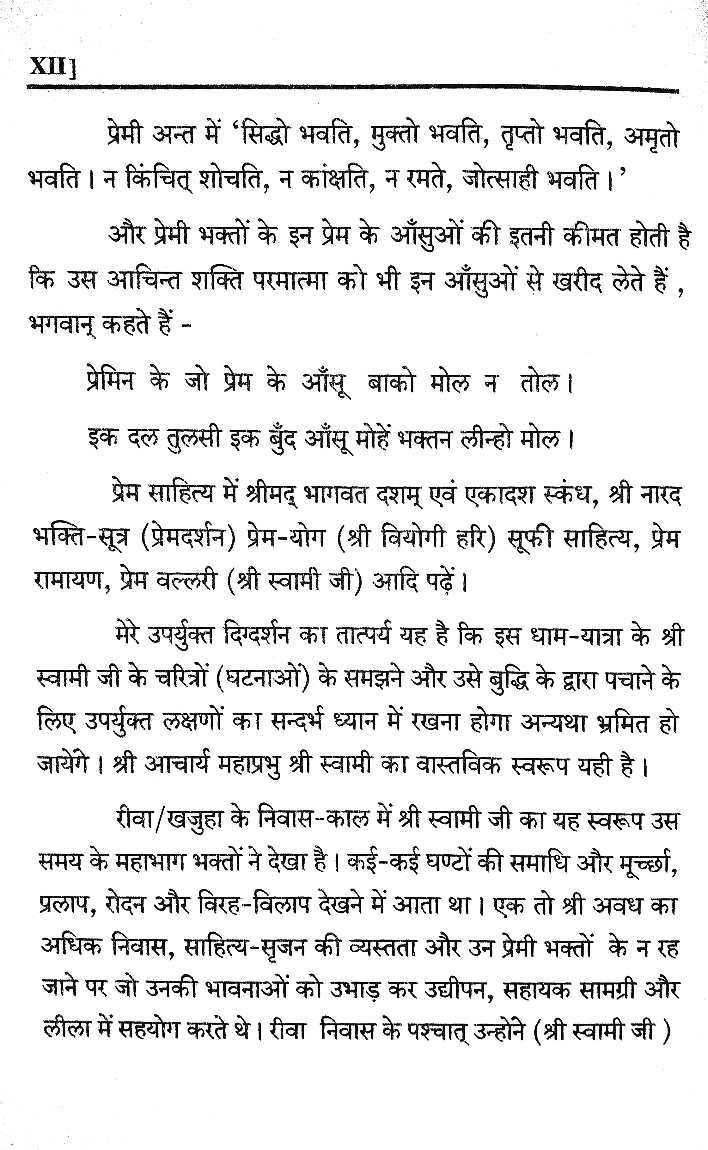 XII]
प्रेमी अन्त में 'सिद्धो भवति, मुक्तो भवति, तृप्तो भवति, अमृतो
भवति। न किंचित् शोचति, न कांक्षति, न रमते, जोत्साही भवति।'
और प्रेमी भक्तों के इन प्रेम के आँसुओं की इतनी कीमत होती है
कि उस आचिन्त शक्ति परमात्मा को भी इन आँसुओं से खरीद लेते हैं ,
भगवान् कहते हैं -
प्रेमिन के जो प्रेम के आँसू बाको मोल न तोल।
इक दल तुलसी इक बुँद आँसू मोहें भक्तन लीन्हो मोल।
प्रेम साहित्य में श्रीमद् भागवत दशम् एवं एकादश स्कंध, श्री नारद
भक्ति-सूत्र (प्रेमदर्शन) प्रेम-योग (श्री वियोगी हरि) सूफी साहित्य, प्रेम
रामायण, प्रेम वल्लरी (श्री स्वामी जी) आदि पढ़ें।
मेरे उपर्युक्त दिग्दर्शन का तात्पर्य यह है कि इस धाम-यात्रा के श्री
स्वामी जी के चरित्रों (घटनाओं) के समझने और उसे बुद्धि के द्वारा पचाने के
लिए उपर्युक्त लक्षणों का सन्दर्भ ध्यान में रखना होगा अन्यथा भ्रमित हो
जायेंगे। श्री आचार्य महाप्रभु श्री स्वामी का वास्तविक स्वरूप यही है।
रीवा/खजुहा के निवास-काल में श्री स्वामी जी का यह स्वरूप उस
समय के महाभाग भक्तों ने देखा है। कई-कई घण्टों की समाधि और मूर्च्छा,
प्रलाप, रोदन और विरह-विलाप देखने में आता था। एक तो श्री अवध का
अधिक निवास, साहित्य-सृजन की व्यस्तता और उन प्रेमी भक्तों के न रह
जाने पर जो उनकी भावनाओं को उभाड़ कर उद्यीपन, सहायक सामग्री और
लीला में सहयोग करते थे। रीवा निवास के पश्चात् उन्होंने (श्री स्वामी जी )